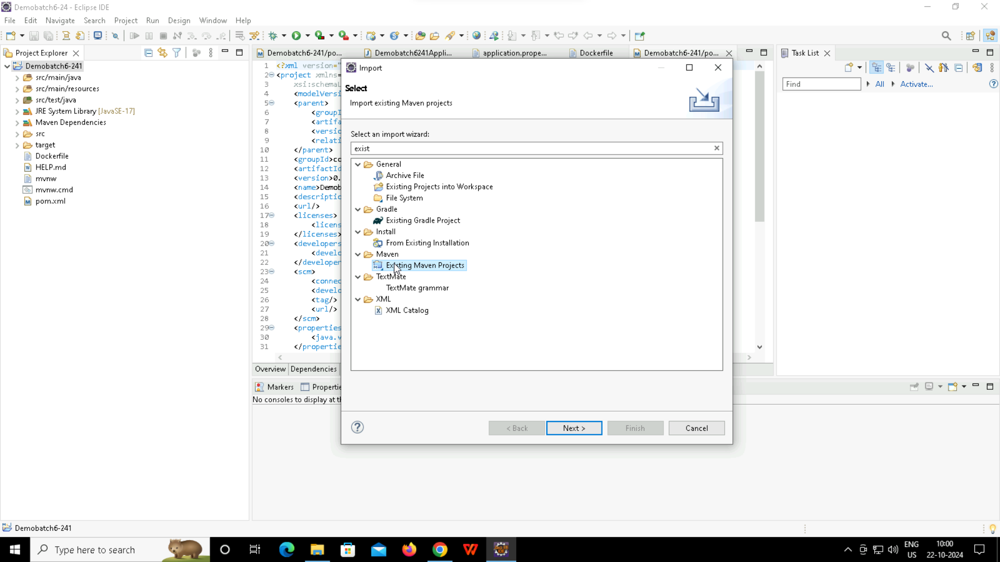 Demobatch6-24 - Eclipse IDE
File Edit Navigate Search Project Run Design Window Help
Project Explorer
Demobatch6-241/po... Demobatch6241Appli... application.prope... Dockerfile Demobatch6-241/po...
Task List
Demobatch6-241
src/main/java
src/main/resources
src/test/java
JRE System Library [JavaSE-17]
Maven Dependencies
src
target
Dockerfile
HELP.md
mvnw
mvnw.cmd
pom.xml
1 <?xml version="
2 <project xmlns=
3 xsi:schemaL
4 <modelVersi
5 <parent>
6 <groupI
7 <artifa
8 <versic
9 <relati
10 </parent>
11 <groupId>cc
12 <artifactId
13 <version>0.
14 <name>Demob
15 <descriptic
16 <url/>
17 <licenses>
18 <licens
19 </licenses>
20 <developers
21 <develo
22 </developer
23 <scm>
24 <connec
25 <develo
26 <tag/>
27 <url/>
28 </scm>
29 <properties
30 <java.v
31 </propertie
Overview Dependencies
Import
Select
Import existing Maven projects
Select an import wizard:
exist
General
Archive File
Existing Projects into Workspace
File System
Gradle
Existing Gradle Project
Install
From Existing Installation
Maven
Existing Maven Projects
TextMate
TextMate grammar
XML
XML Catalog
< Back Next > Finish Cancel
Find All Activate...
Markers Propertie
No consoles to display at th
Demobatch6-241
Type here to search
ENG
US
10:00
22-10-2024